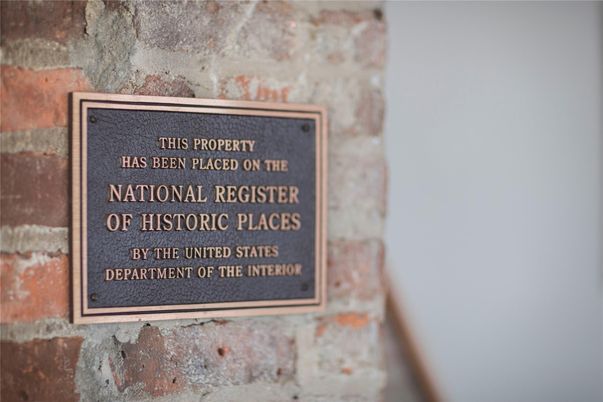 THIS PROPERTY
HAS BEEN PLACED ON THE
NATIONAL REGISTER
OF HISTORIC PLACES
BY THE UNITED STATES
DEPARTMENT OF THE INTERIOR